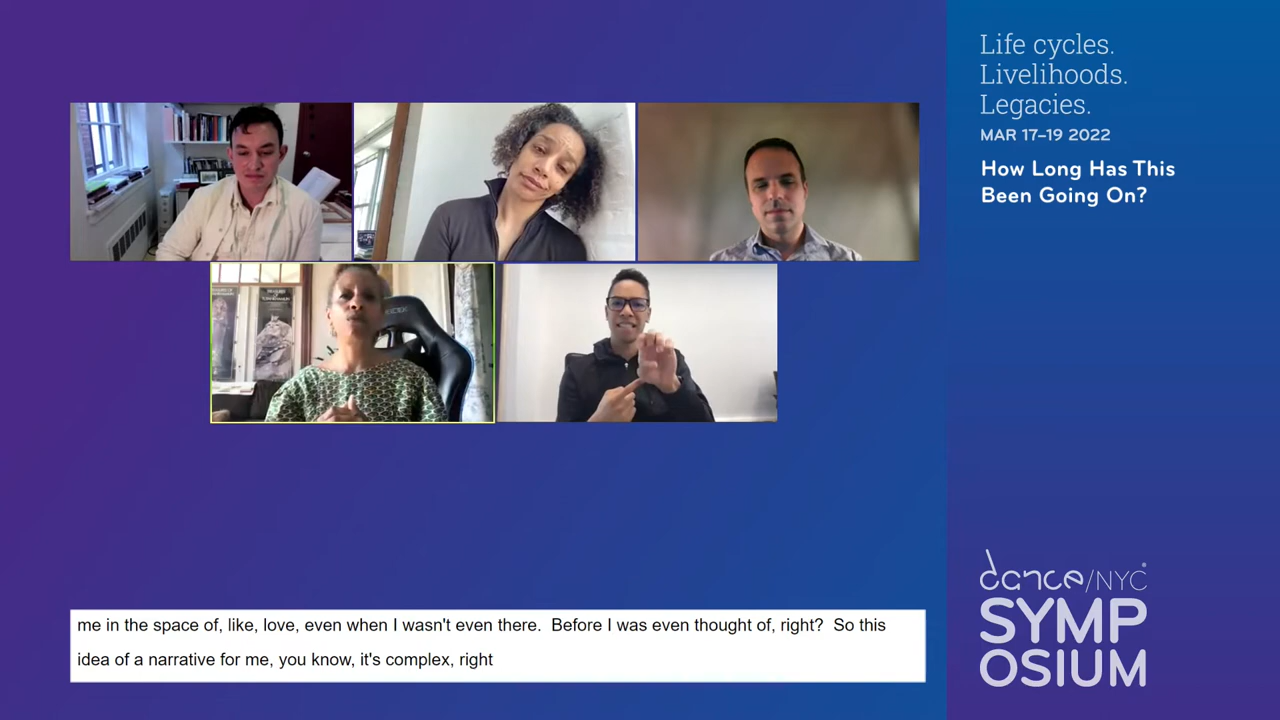 Life cycles.
Livelihoods.
Legacies.
MAR 17–19 2022
How Long Has This
Been Going On?
me in the space of, like, love, even when I wasn't even there.  Before I was even thought of, right?  So this
idea of a narrative for me, you know, it's complex, right
dance/NYC
SYMP
OSIUM